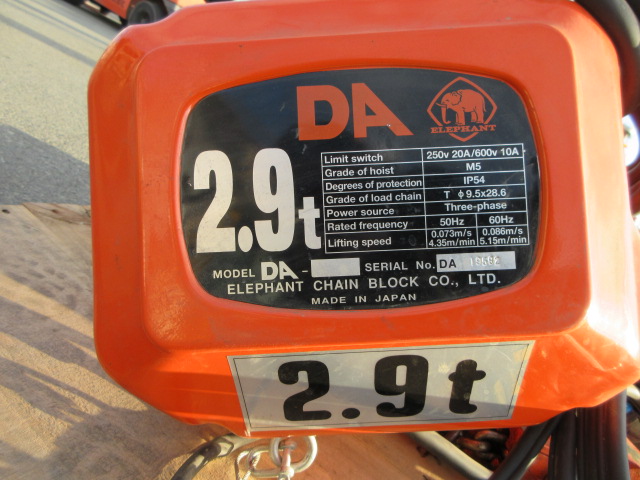 DA
ELEPHANT
2.9t
Limit switch 250v 20A/600v 10A
Grade of hoist M5
Degrees of protection IP54
Grade of load chain T φ9.5x28.6
Power source Three-phase
Rated frequency 50Hz 60Hz
Lifting speed 0.073m/s 0.086m/s
4.35m/min 5.15m/min
MODEL DA- SERIAL No. DA
ELEPHANT CHAIN BLOCK CO., LTD.
MADE IN JAPAN
2.9t